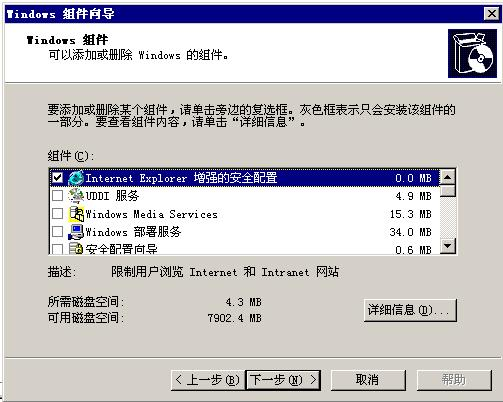 Windows 组件向导
Windows 组件
可以添加或删除 Windows 的组件。
要添加或删除某个组件，请单击旁边的复选框。灰色框表示只会安装该组件的
一部分。要查看组件内容，请单击“详细信息”。
组件(C):
Internet Explorer 增强的安全配置 0.0 MB
UDDI 服务 4.9 MB
Windows Media Services 15.3 MB
Windows 部署服务 34.0 MB
安全配置向导 0.6 MB
描述: 限制用户浏览 Internet 和 Intranet 网站
所需磁盘空间: 4.3 MB
可用磁盘空间: 7902.4 MB
详细信息(D)...
< 上一步(B) 下一步(N) > 取消 帮助